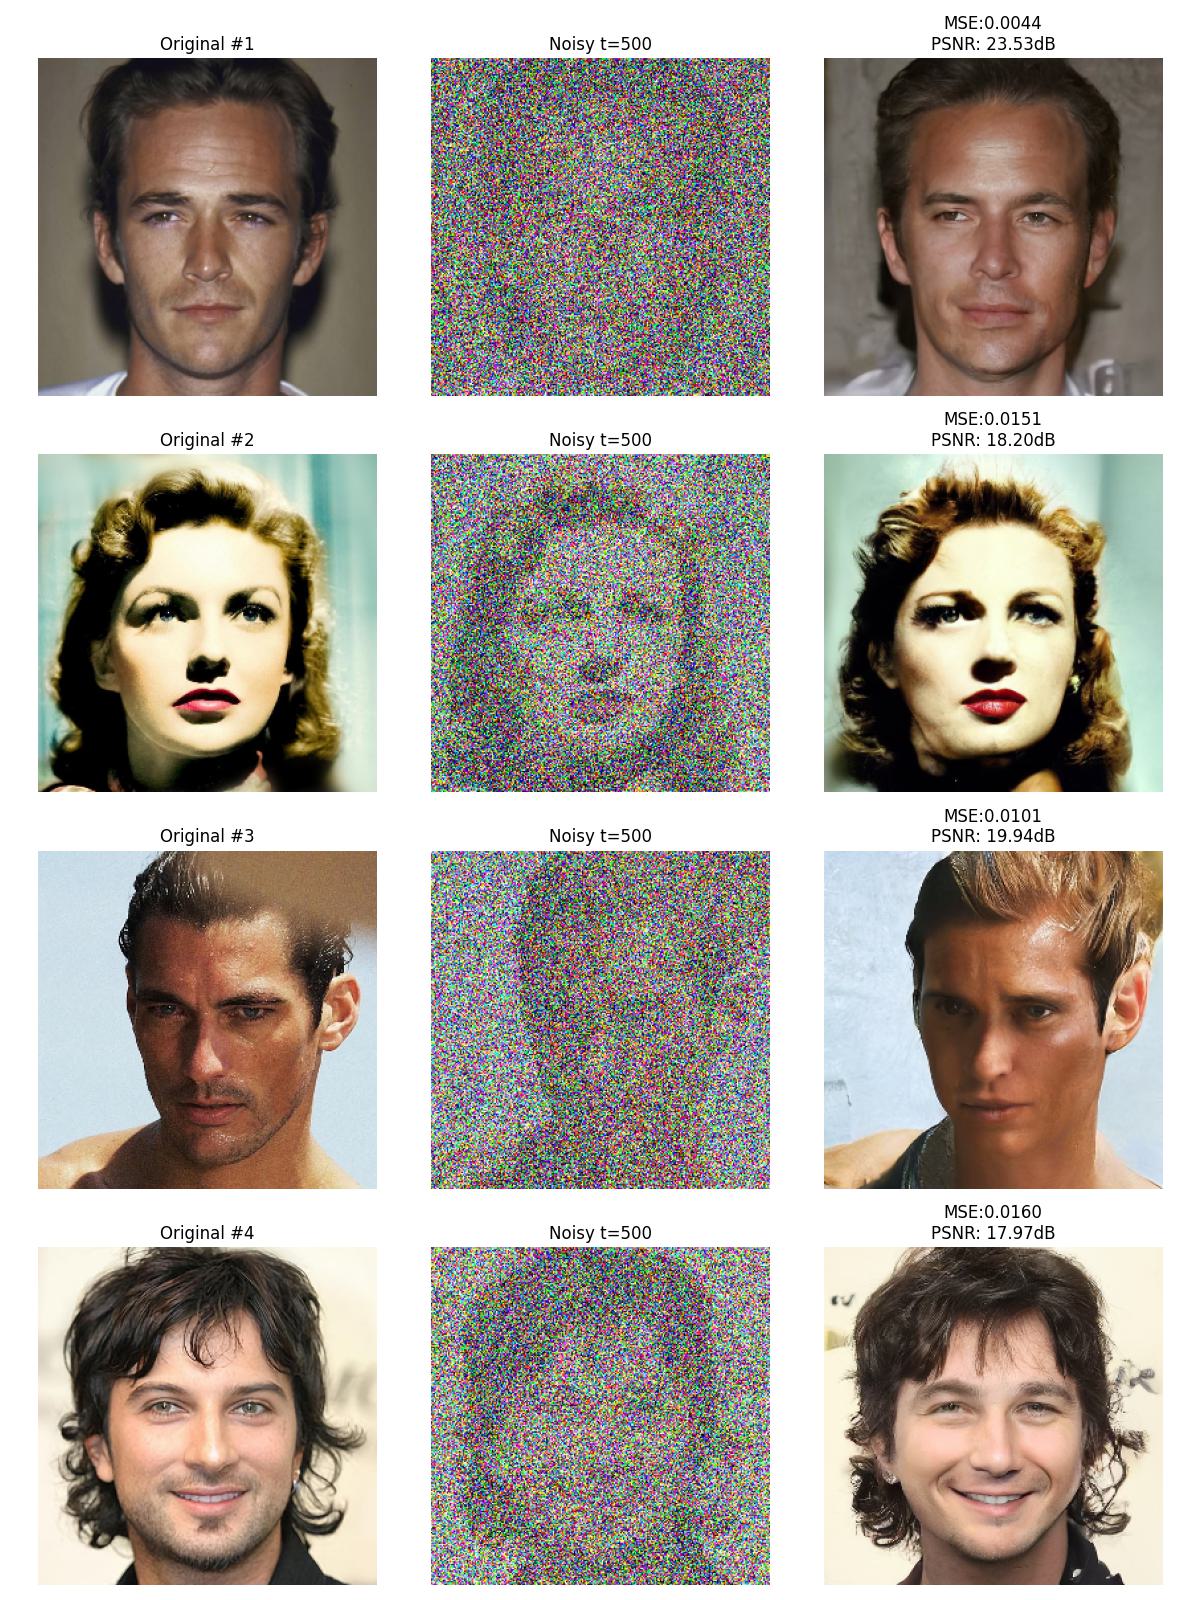 Original #1
Noisy t=500
MSE:0.0044
PSNR: 23.53dB
Original #2
Noisy t=500
MSE:0.0151
PSNR: 18.20dB
Original #3
Noisy t=500
MSE:0.0101
PSNR: 19.94dB
Original #4
Noisy t=500
MSE:0.0160
PSNR: 17.97dB